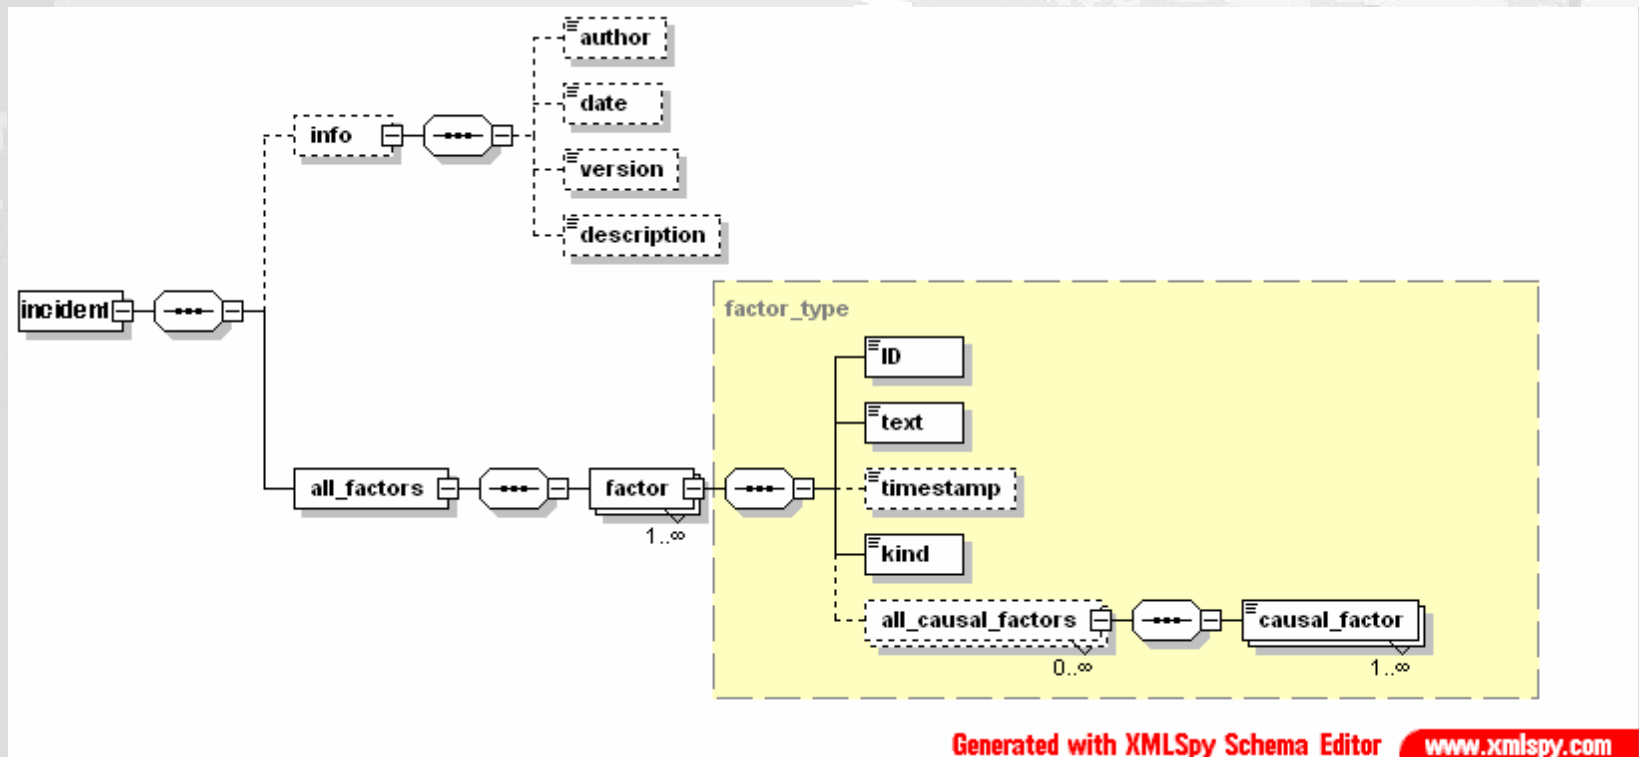 author
date
info
version
description
incident
factor_type
ID
text
all_factors
factor
timestamp
1..∞
kind
all_causal_factors
causal_factor
0..∞
1..∞
Generated with XMLSpy Schema Editor www.xmlspy.com